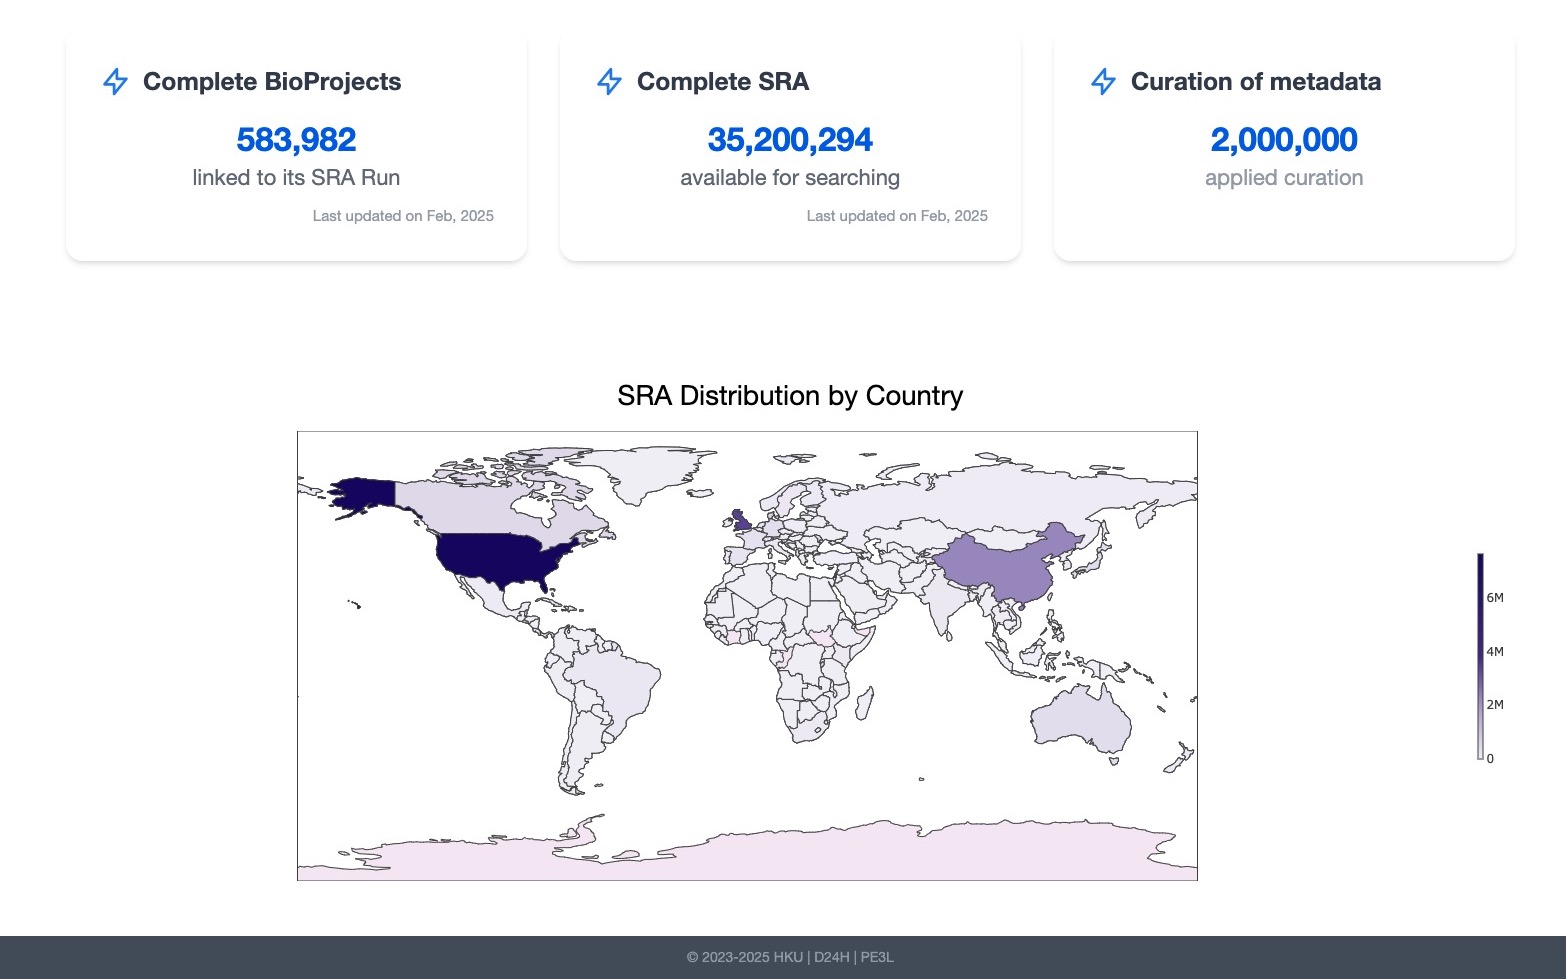 Complete BioProjects
583,982
linked to its SRA Run
Last updated on Feb, 2025
Complete SRA
35,200,294
available for searching
Last updated on Feb, 2025
Curation of metadata
2,000,000
applied curation
SRA Distribution by Country
6M
4M
2M
0
© 2023-2025 HKU | D24H | PE3L